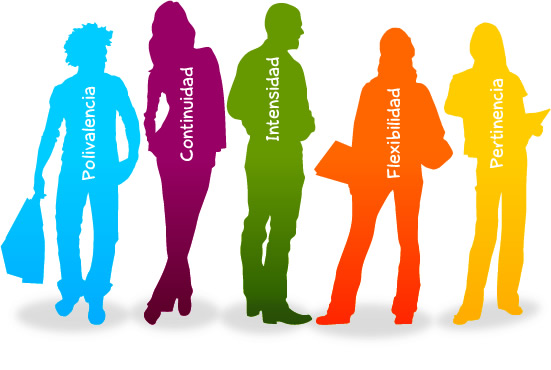 Polivalencia
Continuidad
Intensidad
Flexibilidad
Pertinencia